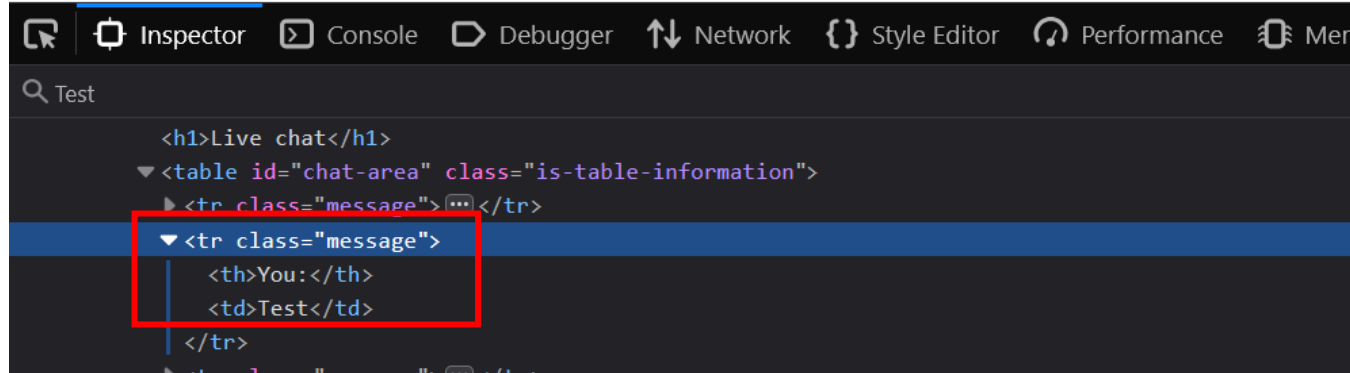 Inspector Console Debugger Network {} Style Editor Performance
Test
<h1>Live chat</h1>
<table id="chat-area" class="is-table-information">
<tr class="message">...</tr>
<tr class="message">
<th>You:</th>
<td>Test</td>
</tr>